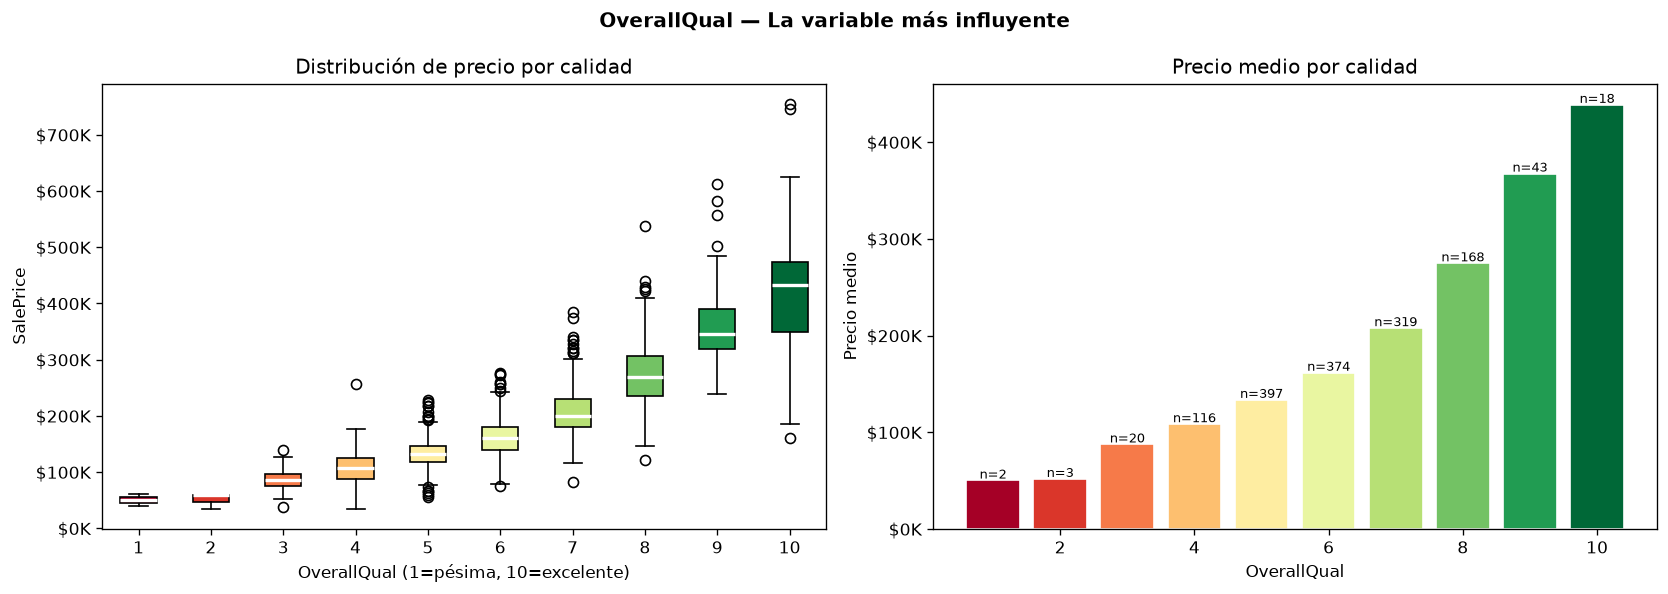 OverallQual — La variable más influyente
Distribución de precio por calidad
SalePrice
$700K
$600K
$500K
$400K
$300K
$200K
$100K
$0K
1 2 3 4 5 6 7 8 9 10
OverallQual (1=pésima, 10=excelente)
Precio medio por calidad
Precio medio
$400K
$300K
$200K
$100K
$0K
n=2
n=3
n=20
n=116
n=397
n=374
n=319
n=168
n=43
n=18
2 4 6 8 10
OverallQual